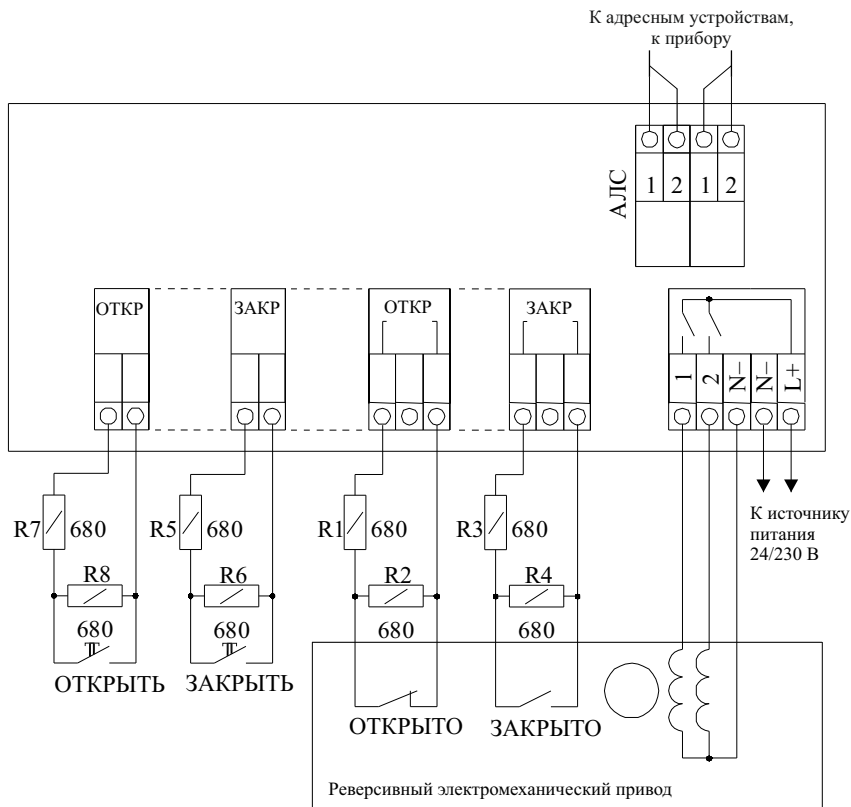 К адресным устройствам,
к прибору
АЛС
1 2 1 2
ОТКР
ЗАКР
ОТКР
ЗАКР
1 2 N– N– L+
R7 680
R5 680
R1 680
R3 680
К источнику
питания
24/230 В
R8
R6
R2
R4
680
680
680
680
ОТКРЫТЬ
ЗАКРЫТЬ
ОТКРЫТО
ЗАКРЫТО
Реверсивный электромеханический привод